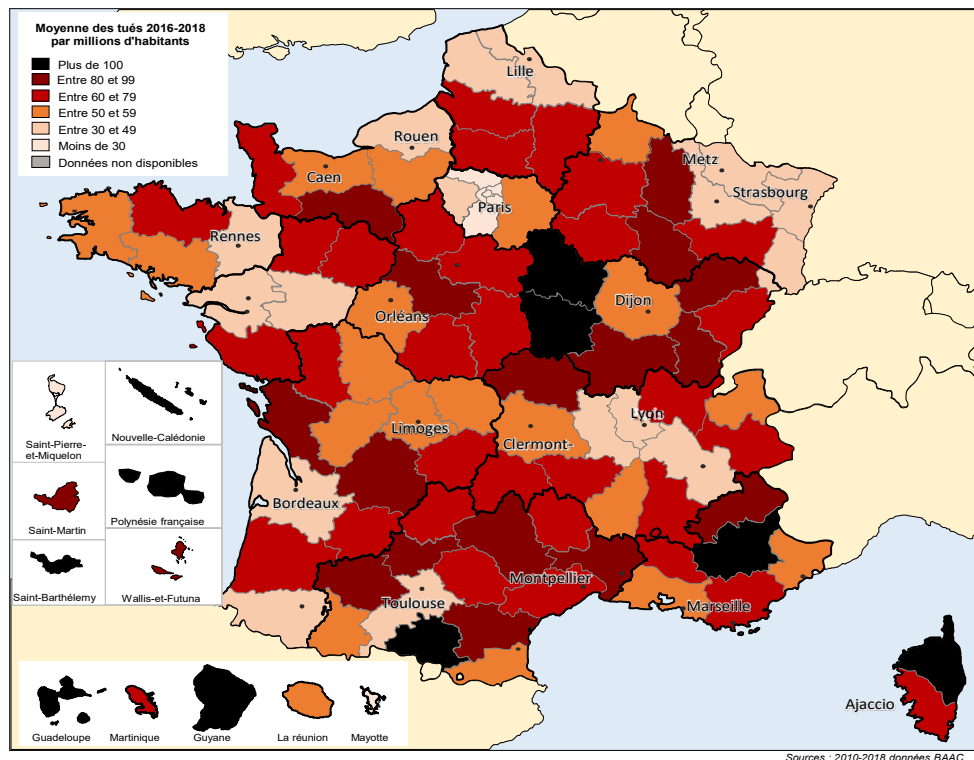 Moyenne des tués 2016-2018
par millions d'habitants
Plus de 100
Entre 80 et 99
Entre 60 et 79
Entre 50 et 59
Entre 30 et 49
Moins de 30
Données non disponibles
Lille
Rouen
Metz
Caen
Strasbourg
Paris
Rennes
Dijon
Orléans
Lyon
Limoges
Clermont-
Bordeaux
Montpellier
Toulouse
Marseille
Ajaccio
Saint-Pierre-
et-Miquelon
Nouvelle-Calédonie
Saint-Martin
Polynésie française
Saint-Barthélemy
Wallis-et-Futuna
Guadeloupe
Martinique
Guyane
La réunion
Mayotte
Sources : 2010-2018 données BAAC